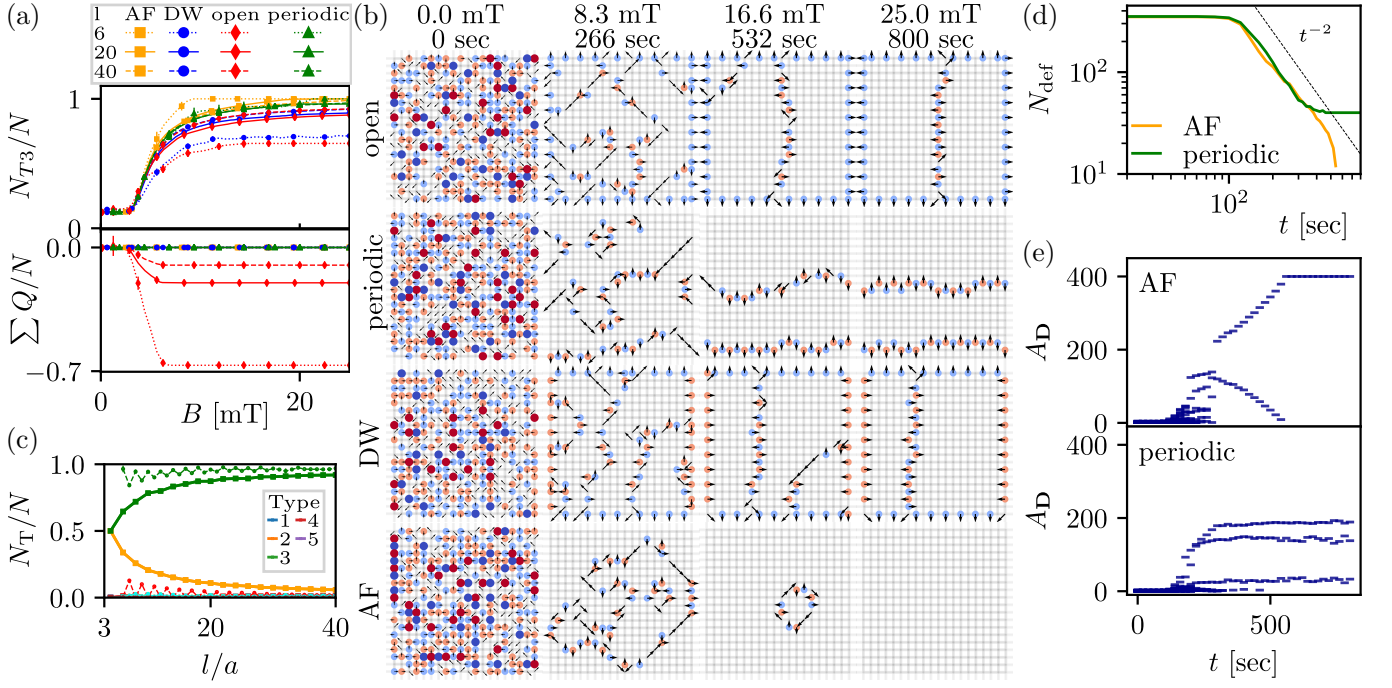 (a)
l AF DW open periodic
6
20
40
1
N_{T3}/N
0
0.0
∑ Q/N
−0.7
0 20
B [mT]
(b)
0.0 mT 8.3 mT 16.6 mT 25.0 mT
0 sec 266 sec 532 sec 800 sec
open
periodic
DW
AF
(c)
1.0
N_T/N
0.5
0.0
Type
1 4
2 5
3
3 20 40
l/a
(d)
t^{−2}
N_def
10^2
10^1
AF
periodic
10^2
t [sec]
(e)
AF
400
A_D
200
0
periodic
400
A_D
200
0
0 500
t [sec]